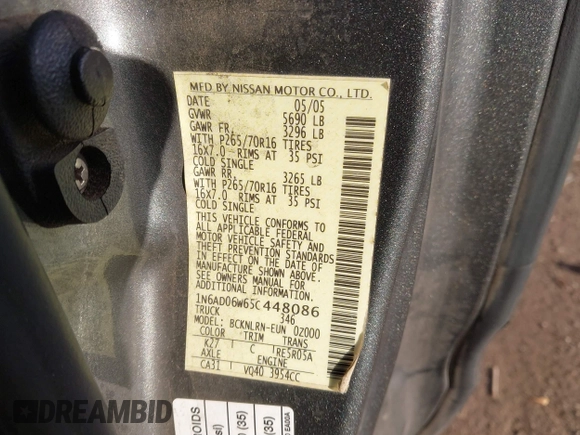 MFD BY NISSAN MOTOR CO., LTD.
DATE 05/05
GVWR 5690 LB
GAWR FR. 3296 LB
WITH P265/70R16 TIRES
16X7.0 RIMS AT 35 PSI
COLD SINGLE
GAWR RR. 3265 LB
WITH P265/70R16 TIRES
16X7.0 RIMS AT 35 PSI
COLD SINGLE
THIS VEHICLE CONFORMS TO
ALL APPLICABLE FEDERAL
MOTOR VEHICLE SAFETY AND
THEFT PREVENTION STANDARDS
IN EFFECT ON THE DATE OF
MANUFACTURE SHOWN ABOVE.
SEE OWNERS MANUAL FOR
ADDITIONAL INFORMATION.
1N6AD06W65C448086
TRUCK 346
MODEL: BCKNLRN-EUN 02000
COLOR TRIM TRANS
K27 C RE5R05A
AXLE ENGINE
CA31 VQ40 3954CC
(35)
(35)
DREAMBID